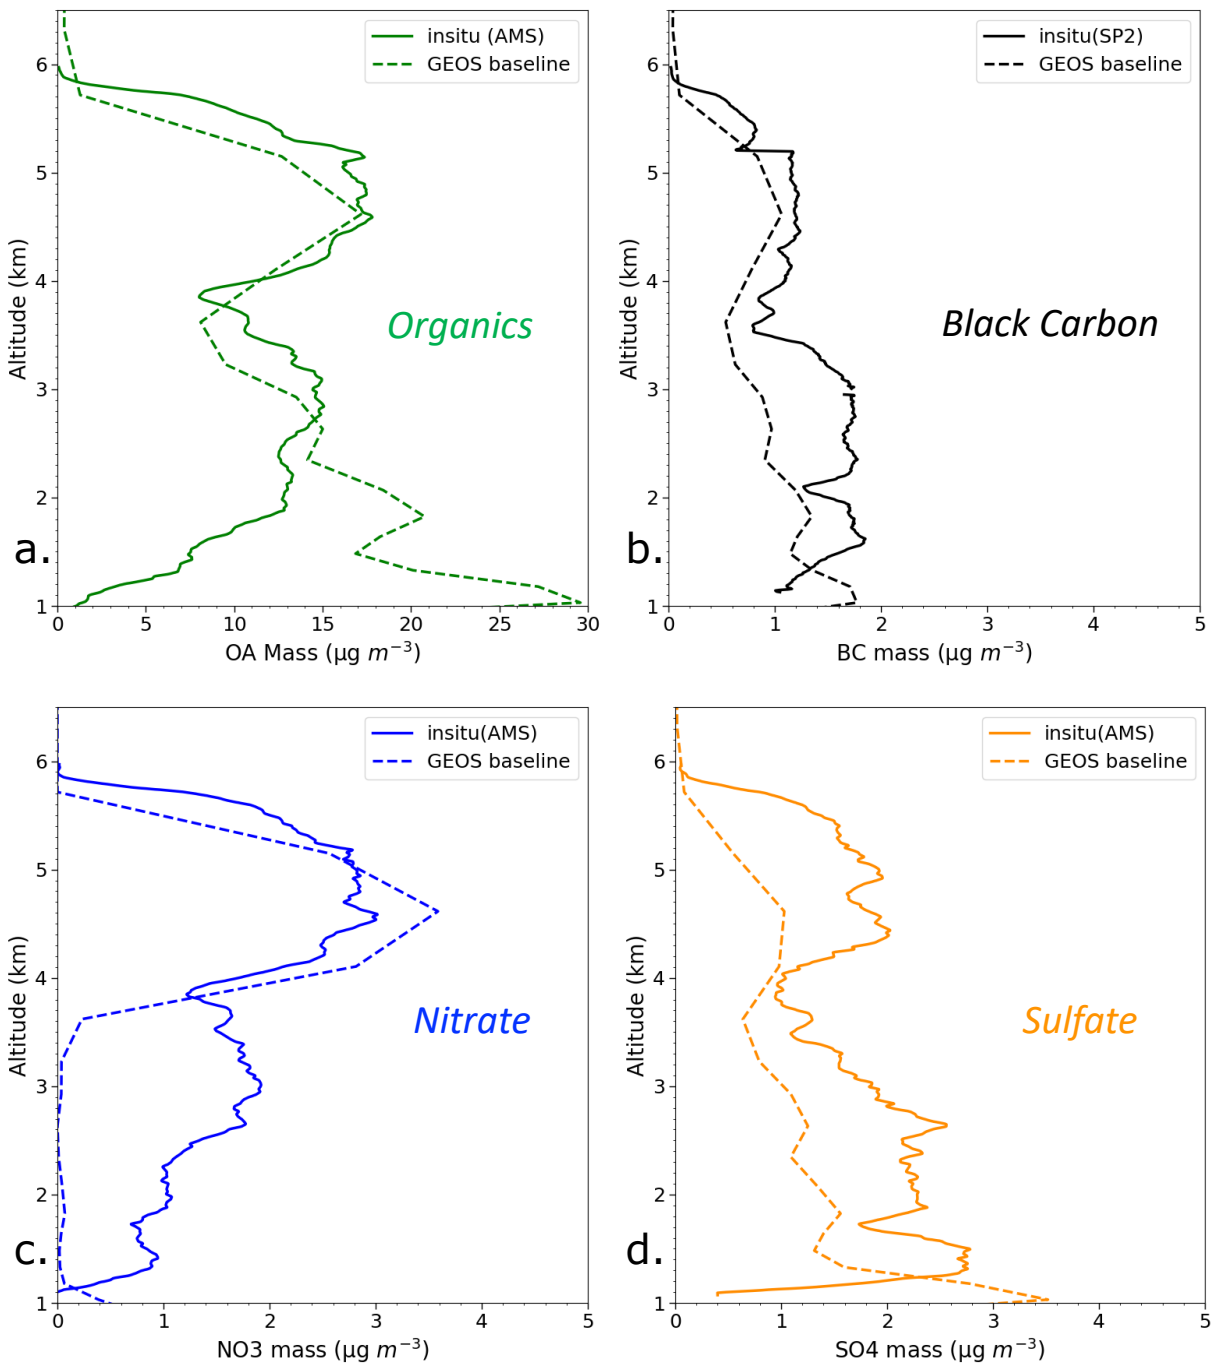 insitu (AMS)
GEOS baseline
6
5
4
3
2
1
Altitude (km)
Organics
a.
0 5 10 15 20 25 30
OA Mass (μg m⁻³)
insitu(SP2)
GEOS baseline
6
5
4
3
2
1
Altitude (km)
Black Carbon
b.
0 1 2 3 4 5
BC mass (μg m⁻³)
insitu(AMS)
GEOS baseline
6
5
4
3
2
1
Altitude (km)
Nitrate
c.
0 1 2 3 4 5
NO3 mass (μg m⁻³)
insitu(AMS)
GEOS baseline
6
5
4
3
2
1
Altitude (km)
Sulfate
d.
0 1 2 3 4 5
SO4 mass (μg m⁻³)